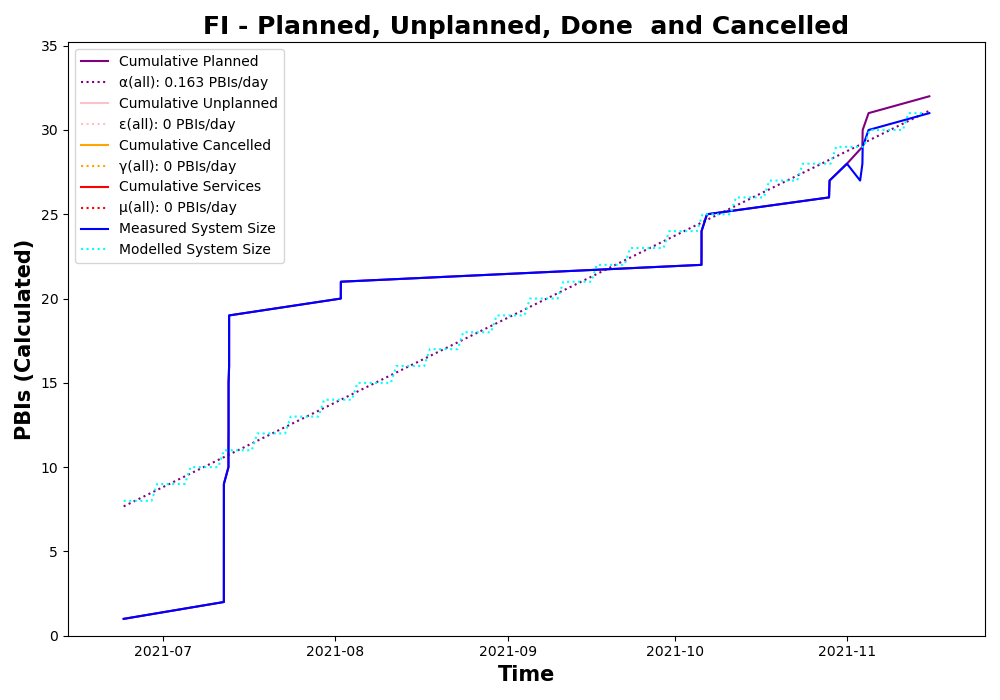 FI - Planned, Unplanned, Done  and Cancelled
PBIs (Calculated)
35
30
25
20
15
10
5
0
Cumulative Planned
α(all): 0.163 PBIs/day
Cumulative Unplanned
ε(all): 0 PBIs/day
Cumulative Cancelled
γ(all): 0 PBIs/day
Cumulative Services
μ(all): 0 PBIs/day
Measured System Size
Modelled System Size
2021-07
2021-08
2021-09
2021-10
2021-11
Time